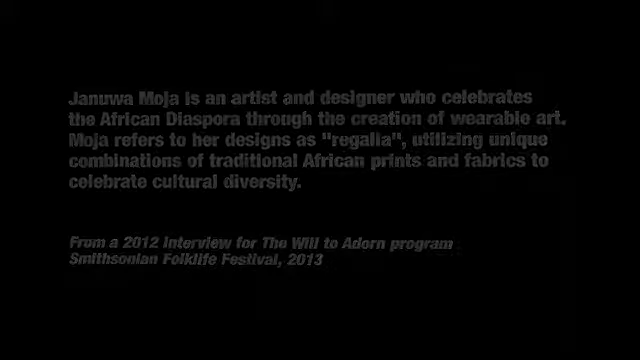 Januwa Moja is an artist and designer who celebrates
the African Diaspora through the creation of wearable art.
Moja refers to her designs as "regalia", utilizing unique
combinations of traditional African prints and fabrics to
celebrate cultural diversity.
From a 2012 interview for The Will to Adorn program
Smithsonian Folklife Festival, 2013